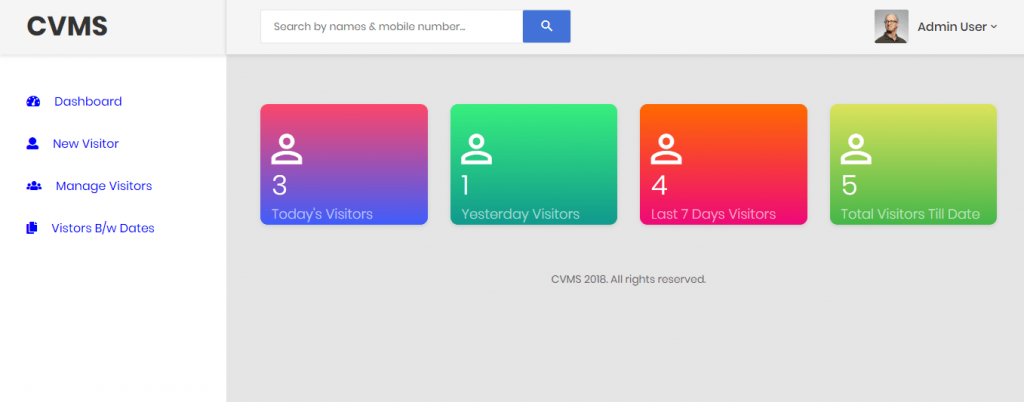 CVMS
Search by names & mobile number...
Admin User
Dashboard
New Visitor
Manage Visitors
Vistors B/w Dates
3
Today's Visitors
1
Yesterday Visitors
4
Last 7 Days Visitors
5
Total Visitors Till Date
CVMS 2018. All rights reserved.